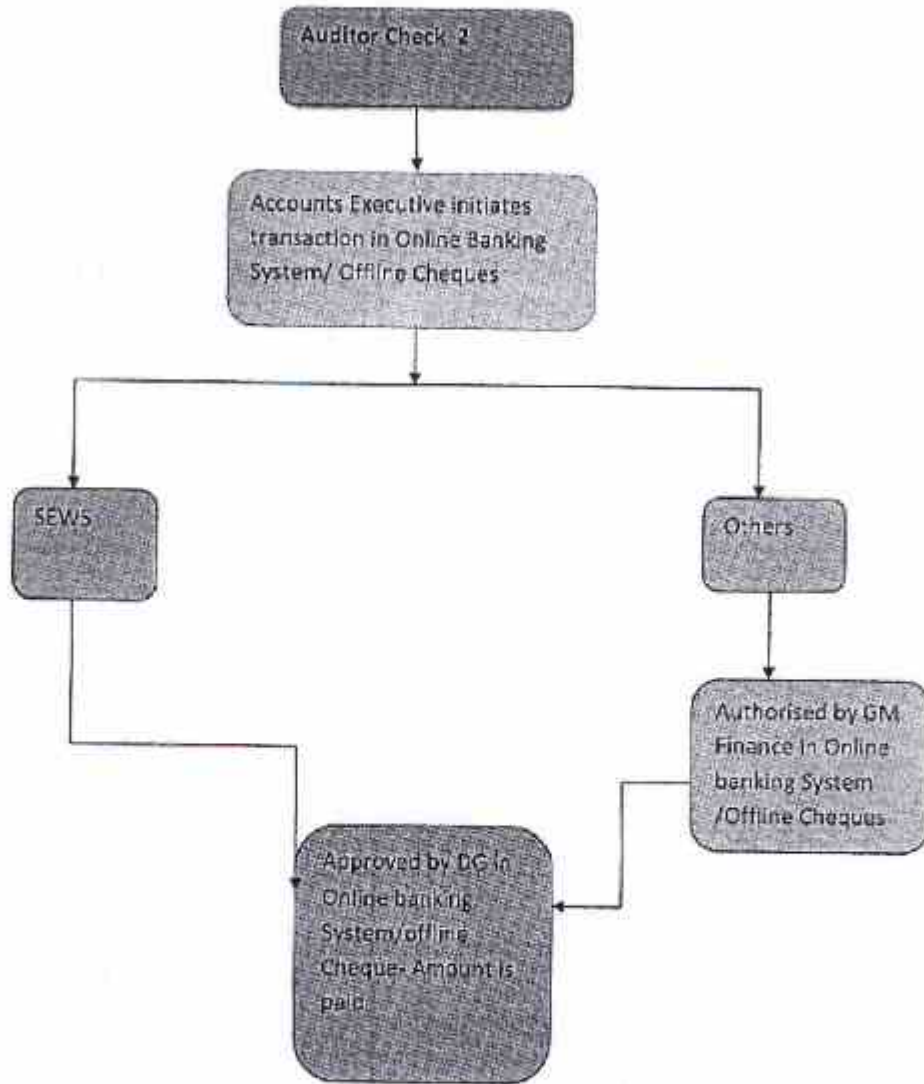 Auditor Check 2
Accounts Executive initiates
transaction in Online Banking
System/ Offline Cheques
SEWS
Others
Authorised by GM
Finance in Online
banking System
/Offline Cheques
Approved by DG in
Online banking
System/offline
Cheque- Amount is
paid